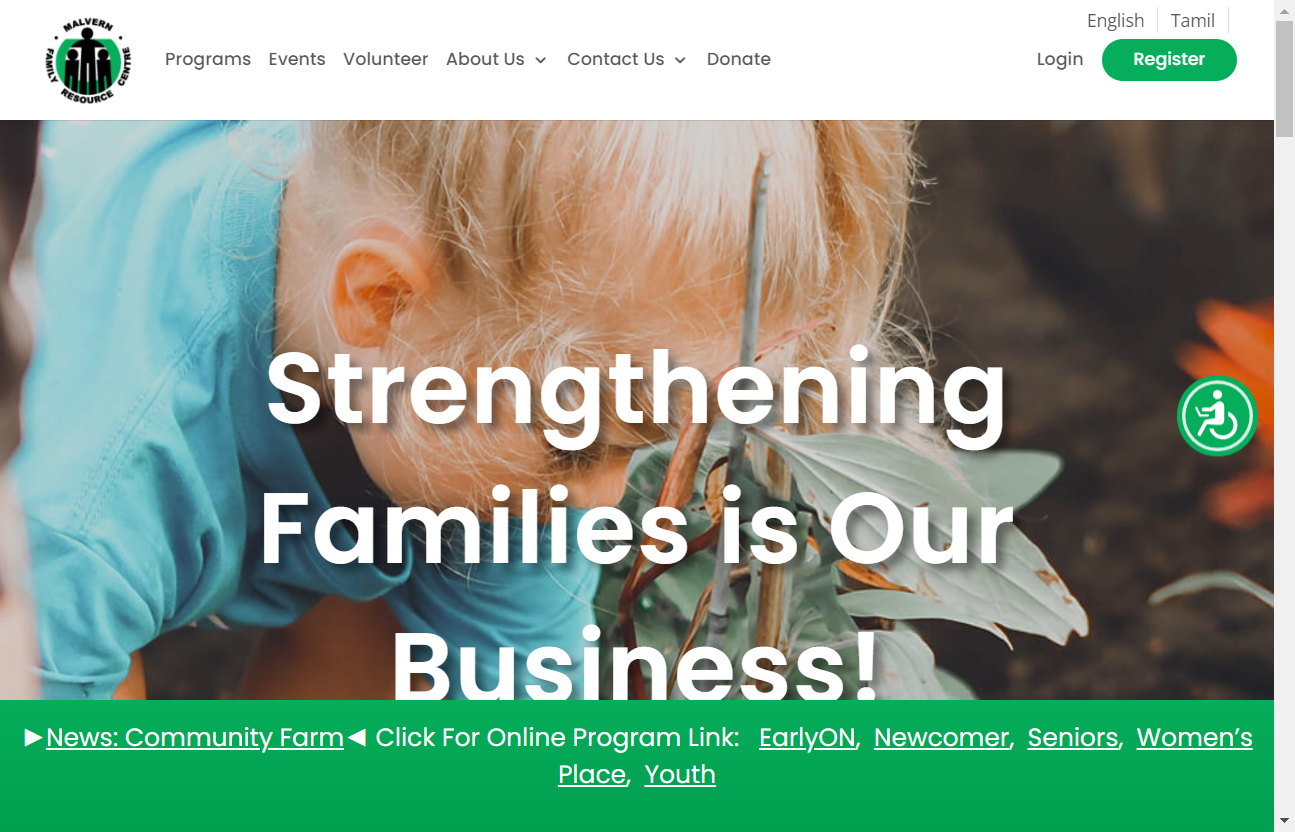 English
Tamil
MALVERN
FAMILY
CENTRE
RESOURCE
Programs
Events
Volunteer
About Us
Contact Us
Donate
Login
Register
Strengthening
Families is Our
Business!
►News: Community Farm◄ Click For Online Program Link: EarlyON, Newcomer, Seniors, Women’s
Place, Youth